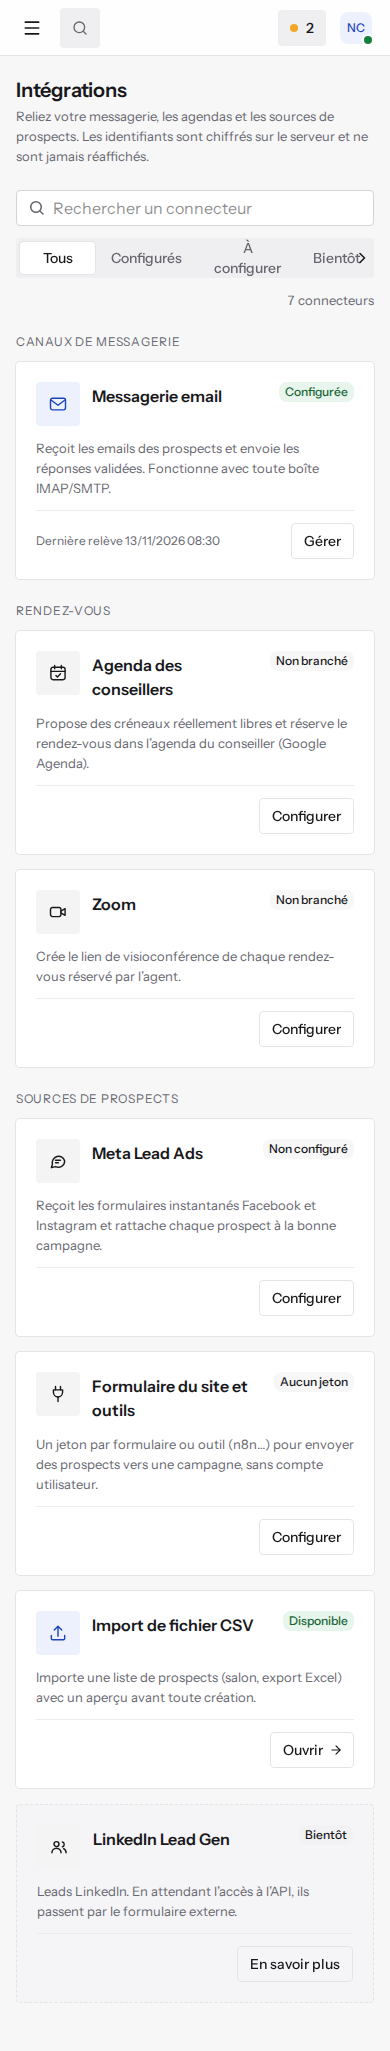 2
NC
Intégrations
Reliez votre messagerie, les agendas et les sources de
prospects. Les identifiants sont chiffrés sur le serveur et ne
sont jamais réaffichés.
Rechercher un connecteur
Tous
Configurés
À
configurer
Bientôt
7 connecteurs
CANAUX DE MESSAGERIE
Messagerie email
Configurée
Reçoit les emails des prospects et envoie les
réponses validées. Fonctionne avec toute boîte
IMAP/SMTP.
Dernière relève 13/11/2026 08:30
Gérer
RENDEZ-VOUS
Agenda des
conseillers
Non branché
Propose des créneaux réellement libres et réserve le
rendez-vous dans l'agenda du conseiller (Google
Agenda).
Configurer
Zoom
Non branché
Crée le lien de visioconférence de chaque rendez-
vous réservé par l'agent.
Configurer
SOURCES DE PROSPECTS
Meta Lead Ads
Non configuré
Reçoit les formulaires instantanés Facebook et
Instagram et rattache chaque prospect à la bonne
campagne.
Configurer
Formulaire du site et
outils
Aucun jeton
Un jeton par formulaire ou outil (n8n…) pour envoyer
des prospects vers une campagne, sans compte
utilisateur.
Configurer
Import de fichier CSV
Disponible
Importe une liste de prospects (salon, export Excel)
avec un aperçu avant toute création.
Ouvrir →
LinkedIn Lead Gen
Bientôt
Leads LinkedIn. En attendant l'accès à l'API, ils
passent par le formulaire externe.
En savoir plus